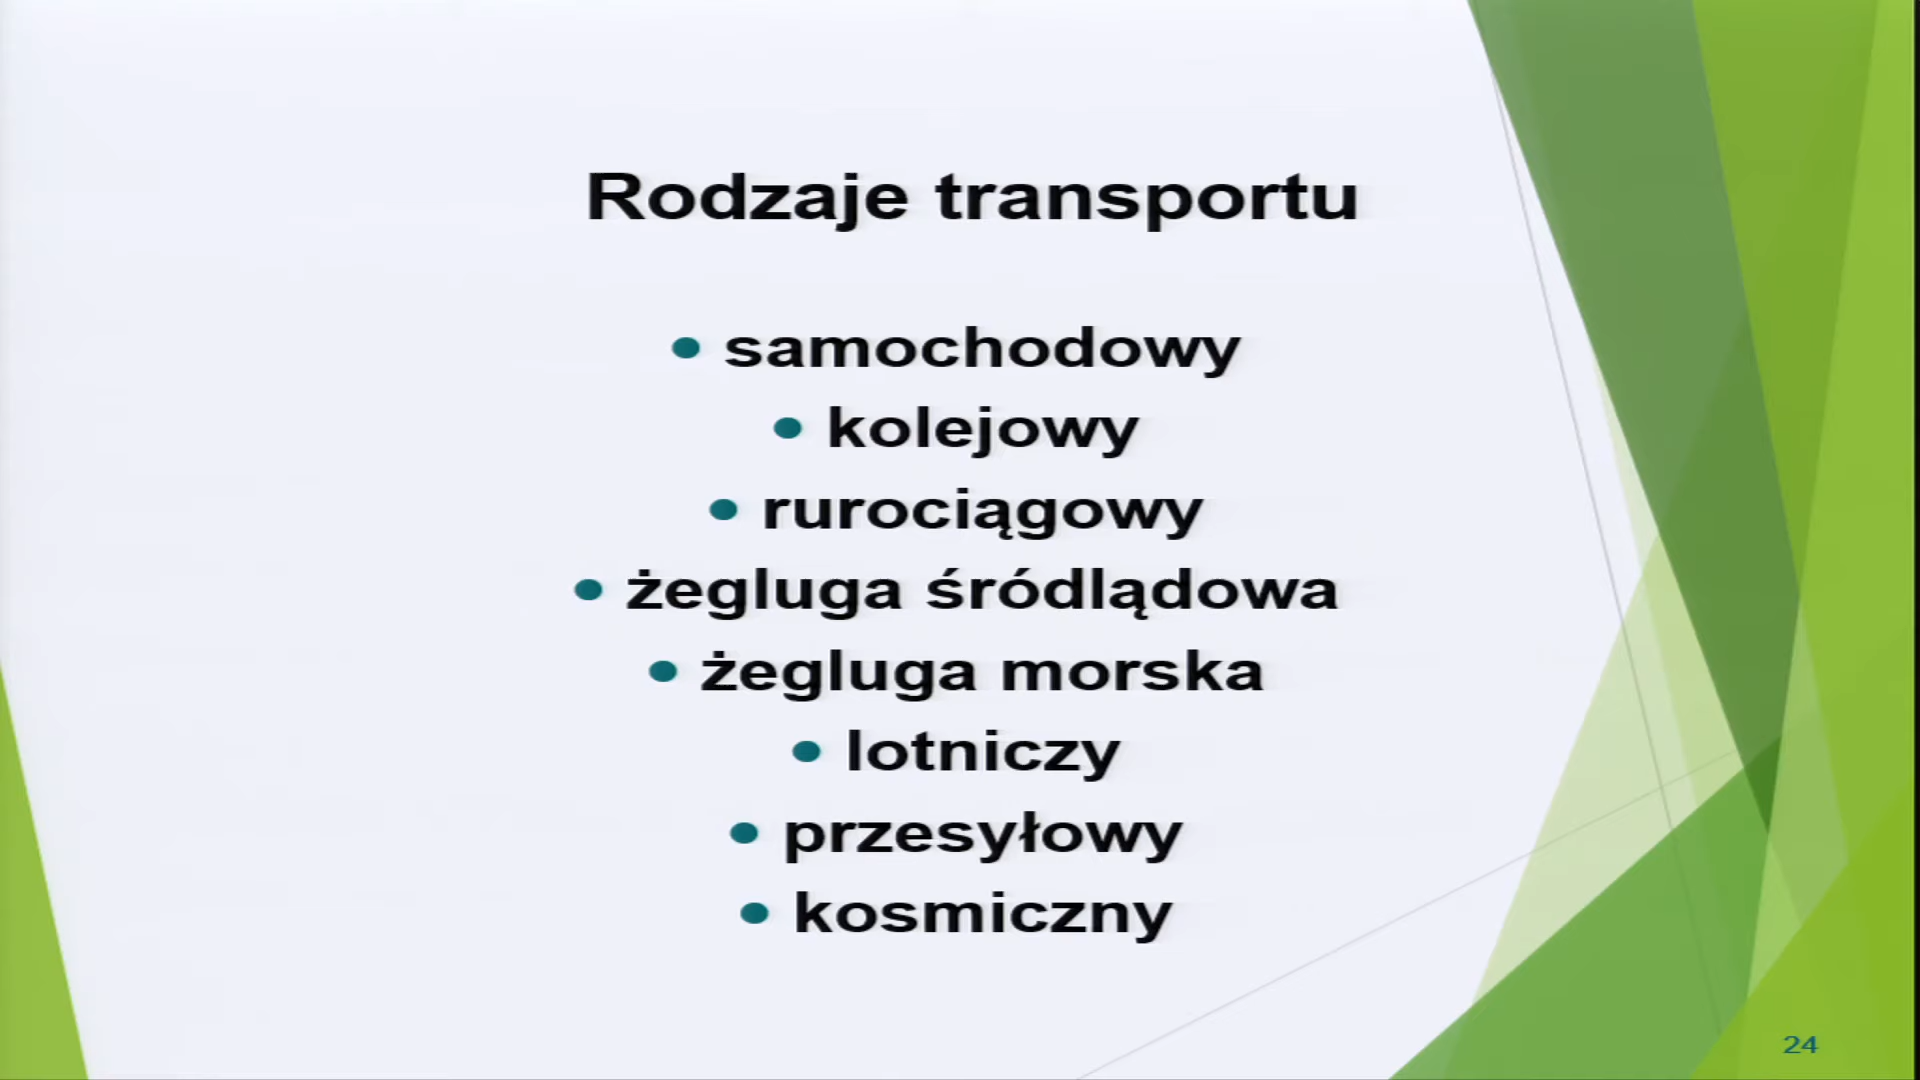 Rodzaje transportu
• samochodowy
• kolejowy
• rurociągowy
• żegluga śródlądowa
• żegluga morska
• lotniczy
• przesyłowy
• kosmiczny
24